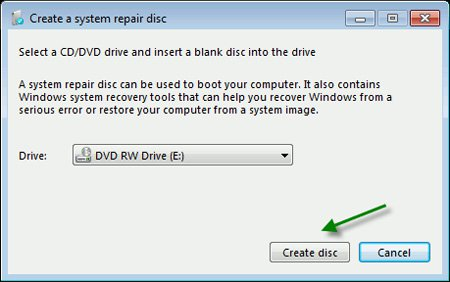 Create a system repair disc
Select a CD/DVD drive and insert a blank disc into the drive
A system repair disc can be used to boot your computer. It also contains
Windows system recovery tools that can help you recover Windows from a
serious error or restore your computer from a system image.
Drive: DVD RW Drive (E:)
Create disc Cancel